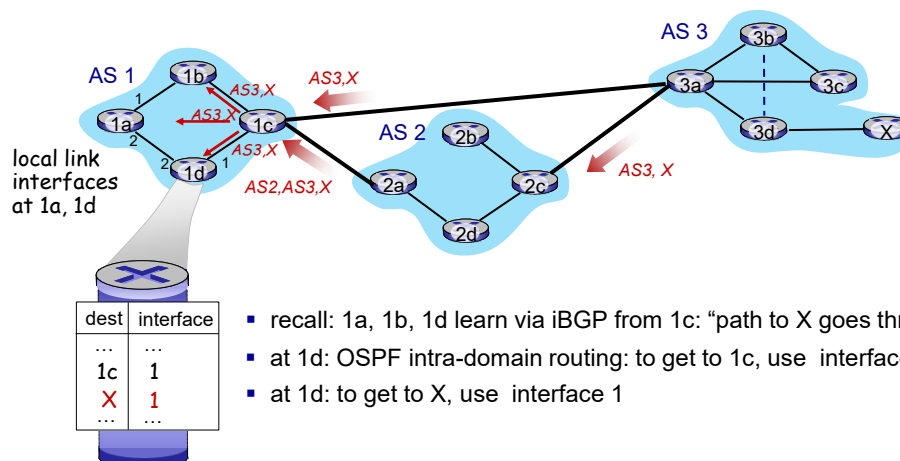 AS 3
3b
AS 1
1b
AS3,X
3a
3c
AS3,X
1
AS3,X
1a
1c
AS 2
2b
3d
X
2
AS3,X
local link
interfaces
at 1a, 1d
2
1
1d
AS2,AS3,X
AS3, X
2a
2c
2d
dest interface
… …
1c 1
X 1
… …
▪ recall: 1a, 1b, 1d learn via iBGP from 1c: “path to X goes thr
▪ at 1d: OSPF intra-domain routing: to get to 1c, use interface
▪ at 1d: to get to X, use interface 1